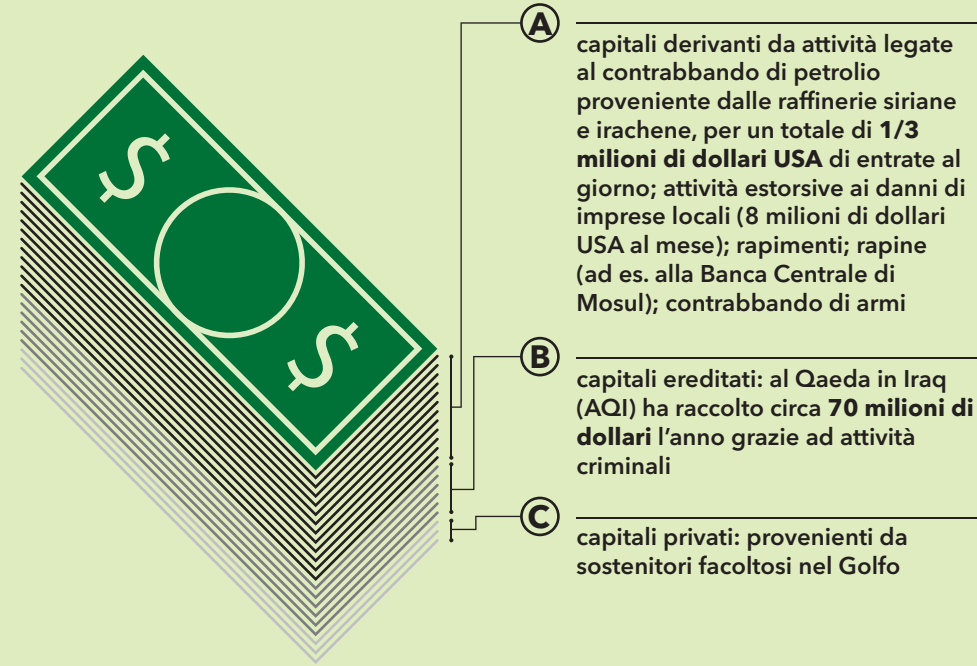 $
$
A
capitali derivanti da attività legate
al contrabbando di petrolio
proveniente dalle raffinerie siriane
e irachene, per un totale di 1/3
milioni di dollari USA di entrate al
giorno; attività estorsive ai danni di
imprese locali (8 milioni di dollari
USA al mese); rapimenti; rapine
(ad es. alla Banca Centrale di
Mosul); contrabbando di armi
B
capitali ereditati: al Qaeda in Iraq
(AQI) ha raccolto circa 70 milioni di
dollari l'anno grazie ad attività
criminali
C
capitali privati: provenienti da
sostenitori facoltosi nel Golfo